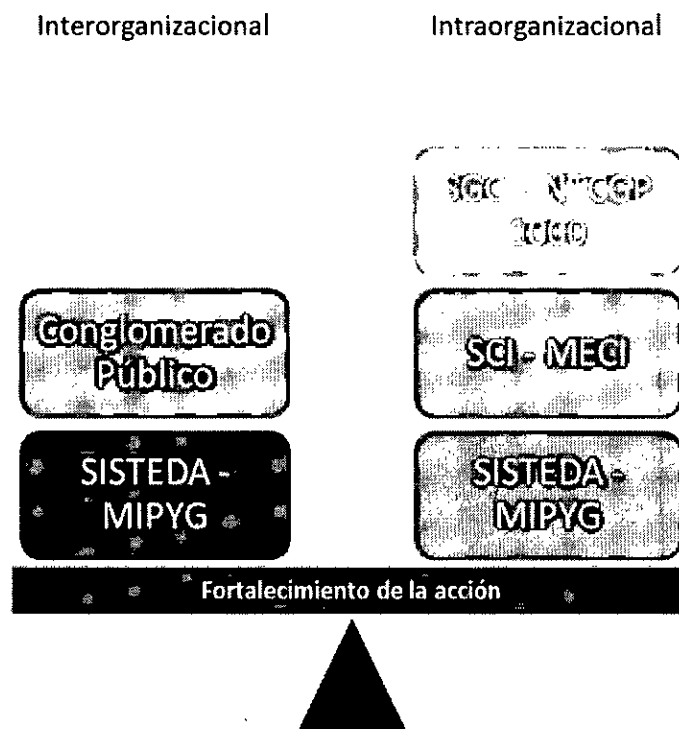 Interorganizacional
Intraorganizacional
SGC - NTCGP
1000
Conglomerado
Público
SCI - MECI
SISTEDA -
MIPYG
SISTEDA -
MIPYG
Fortalecimiento de la acción